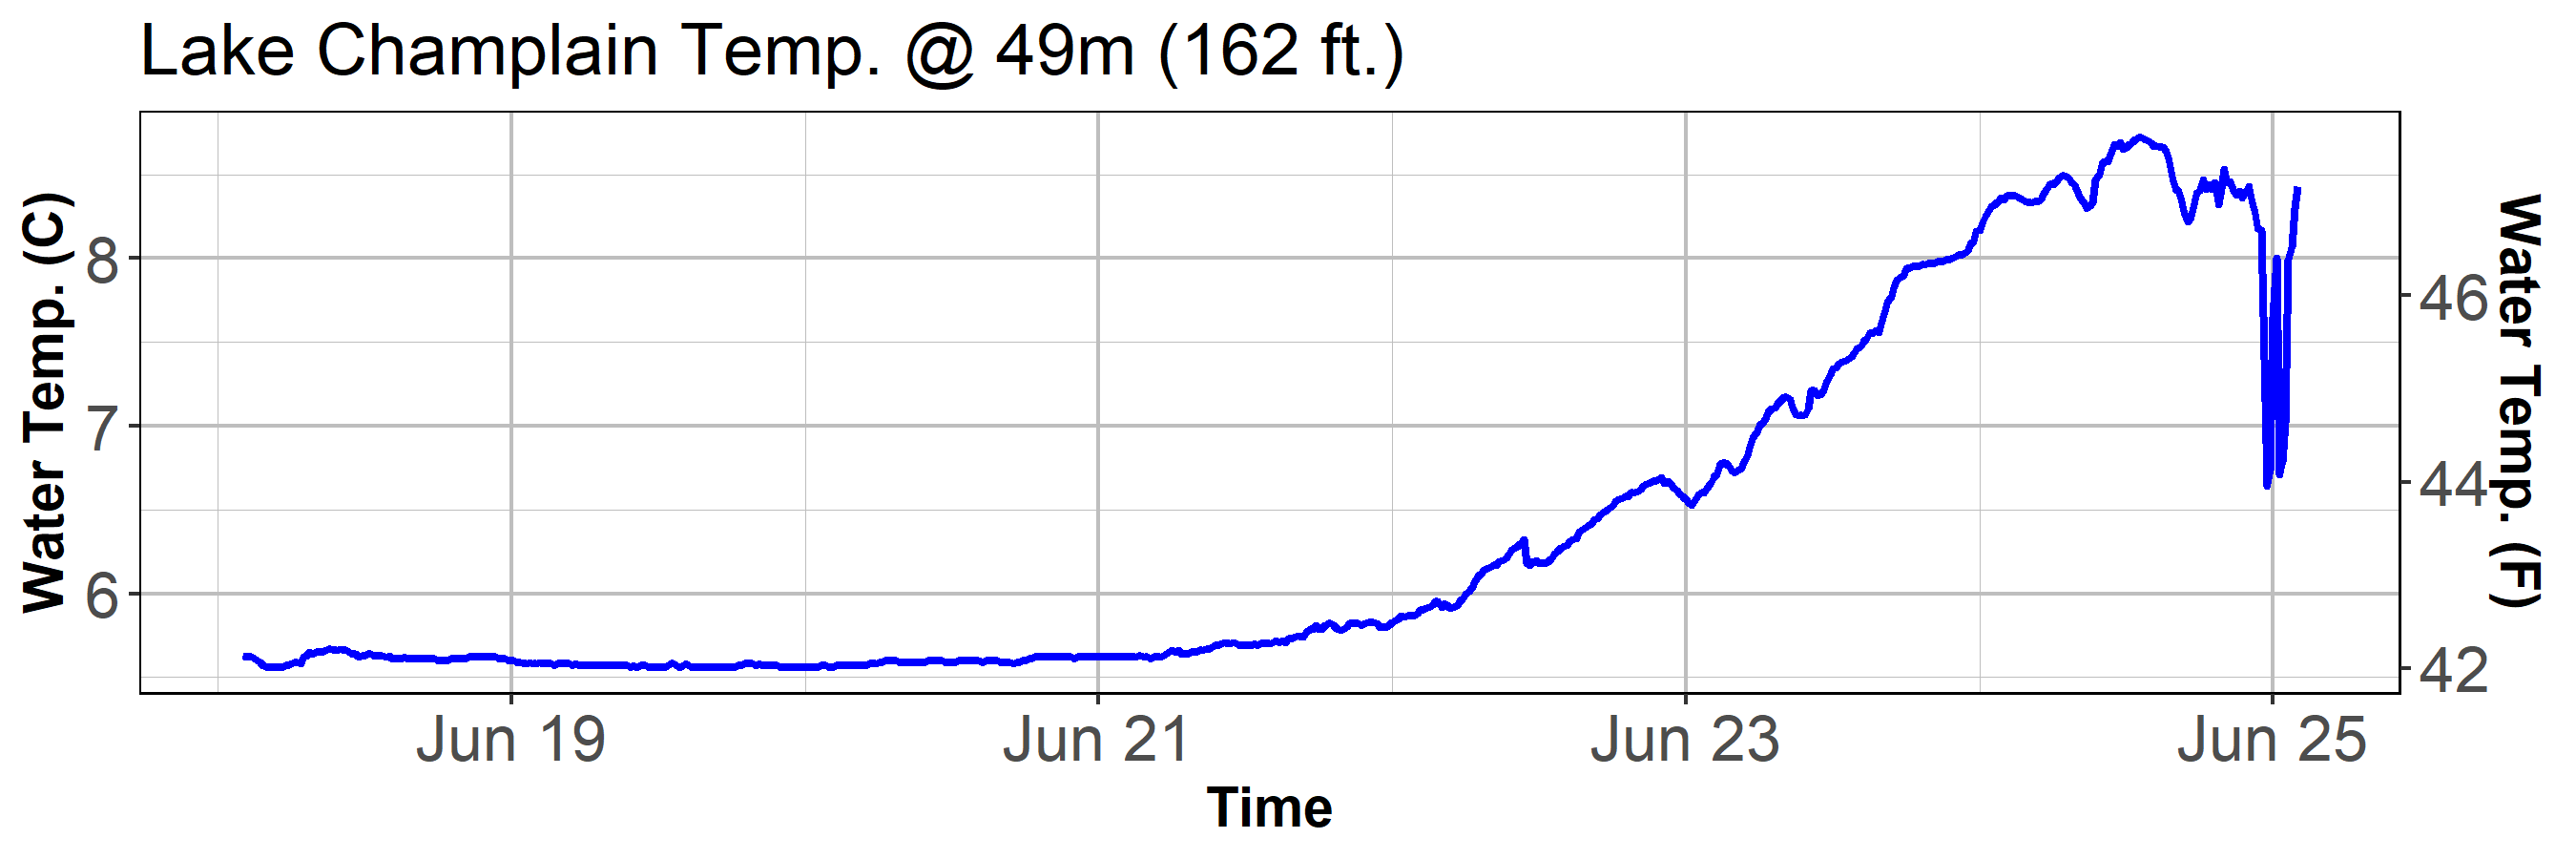 Lake Champlain Temp. @ 49m (162 ft.)
Water Temp. (C)
8
7
6
46
44
42
Water Temp. (F)
Jun 19
Jun 21
Jun 23
Jun 25
Time